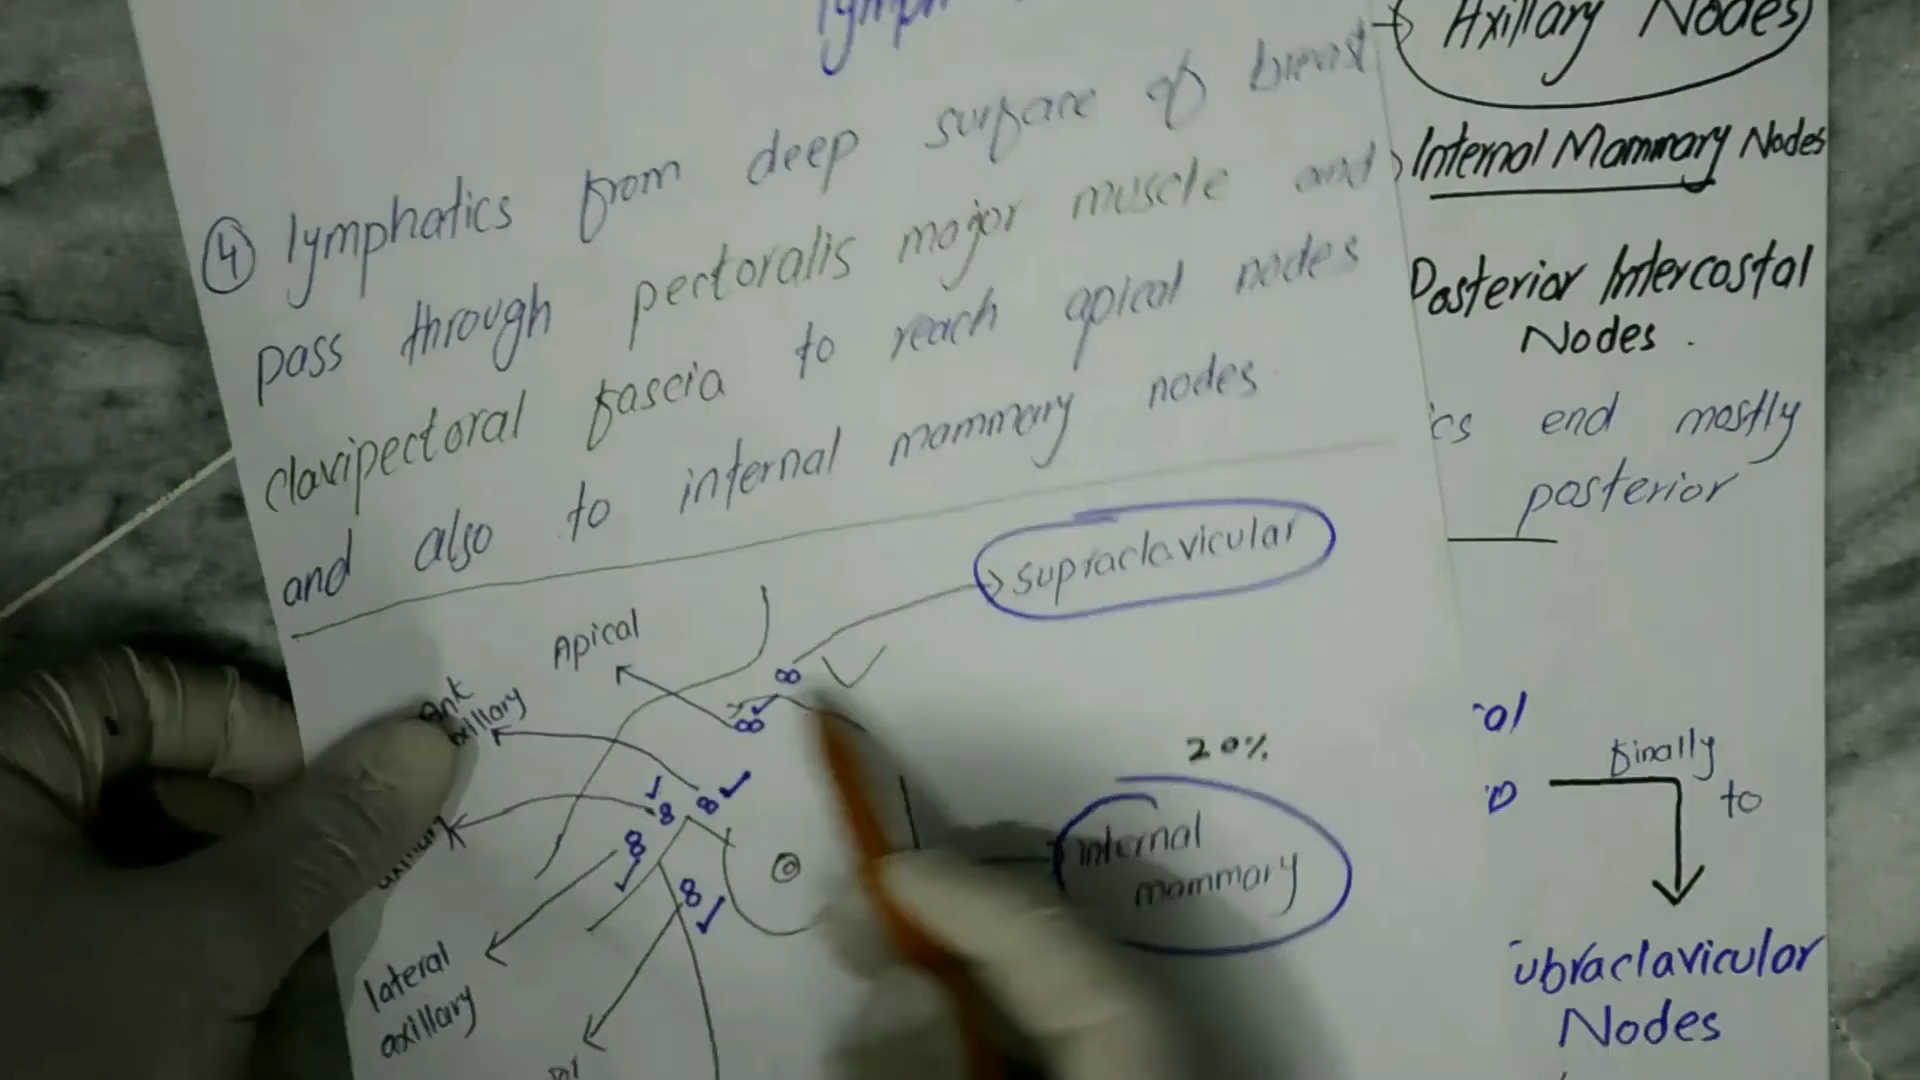 Axillary Nodes
④ lymphatics from deep surface of breast
pass through pectoralis major muscle and
clavipectoral fascia to reach apical nodes
and also to internal mammary nodes.
Internal Mammary Nodes
Posterior Intercostal
Nodes.
end mostly
posterior
supraclavicular
Apical
20%
internal
mammary
lateral
axillary
finally
to
Nodes